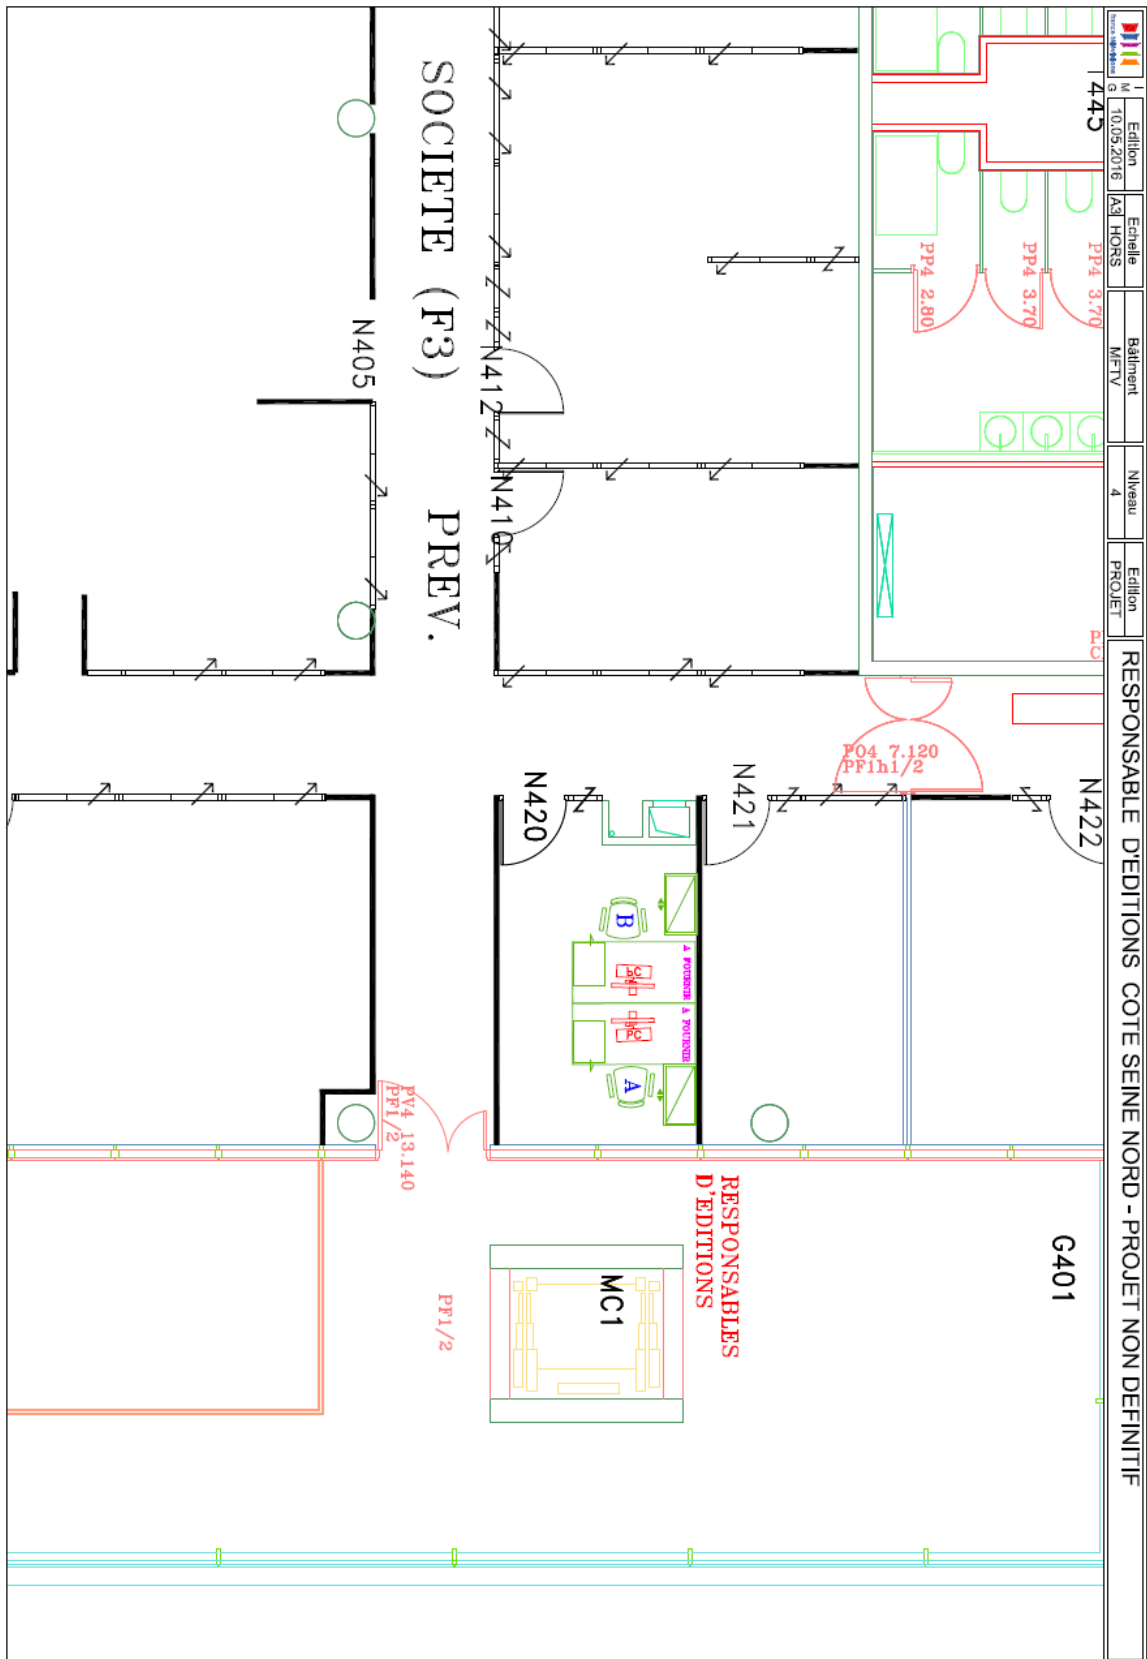 france télévisions
I
M
G
Edition
10.05.2016
Echelle
A3 HORS
Bâtiment
MFTV
Niveau
4
Edition
PROJET
RESPONSABLE D'EDITIONS COTE SEINE NORD - PROJET NON DEFINITIF
445
PP4 3.70
PP4 3.70
PP4 2.80
N422
PO4 7.120
PF1h1/2
N421
N420
N412
N410
SOCIETE (F3) PREV.
N405
B
A
A FOURNIR
A FOURNIR
PC
PC
G401
RESPONSABLES
D'EDITIONS
MC1
PV4 13.140
PF1/2
PF1/2